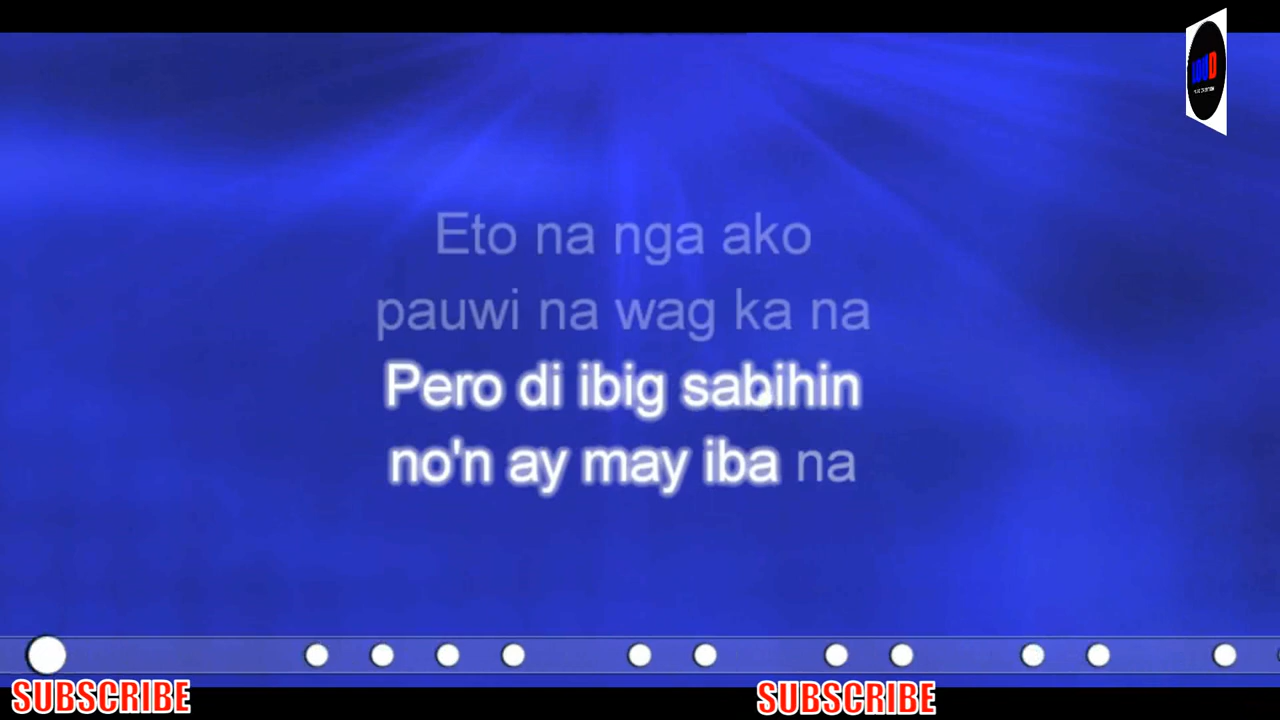 LOUD
Eto na nga ako
pauwi na wag ka na
Pero di ibig sabihin
no'n ay may iba na
SUBSCRIBE SUBSCRIBE